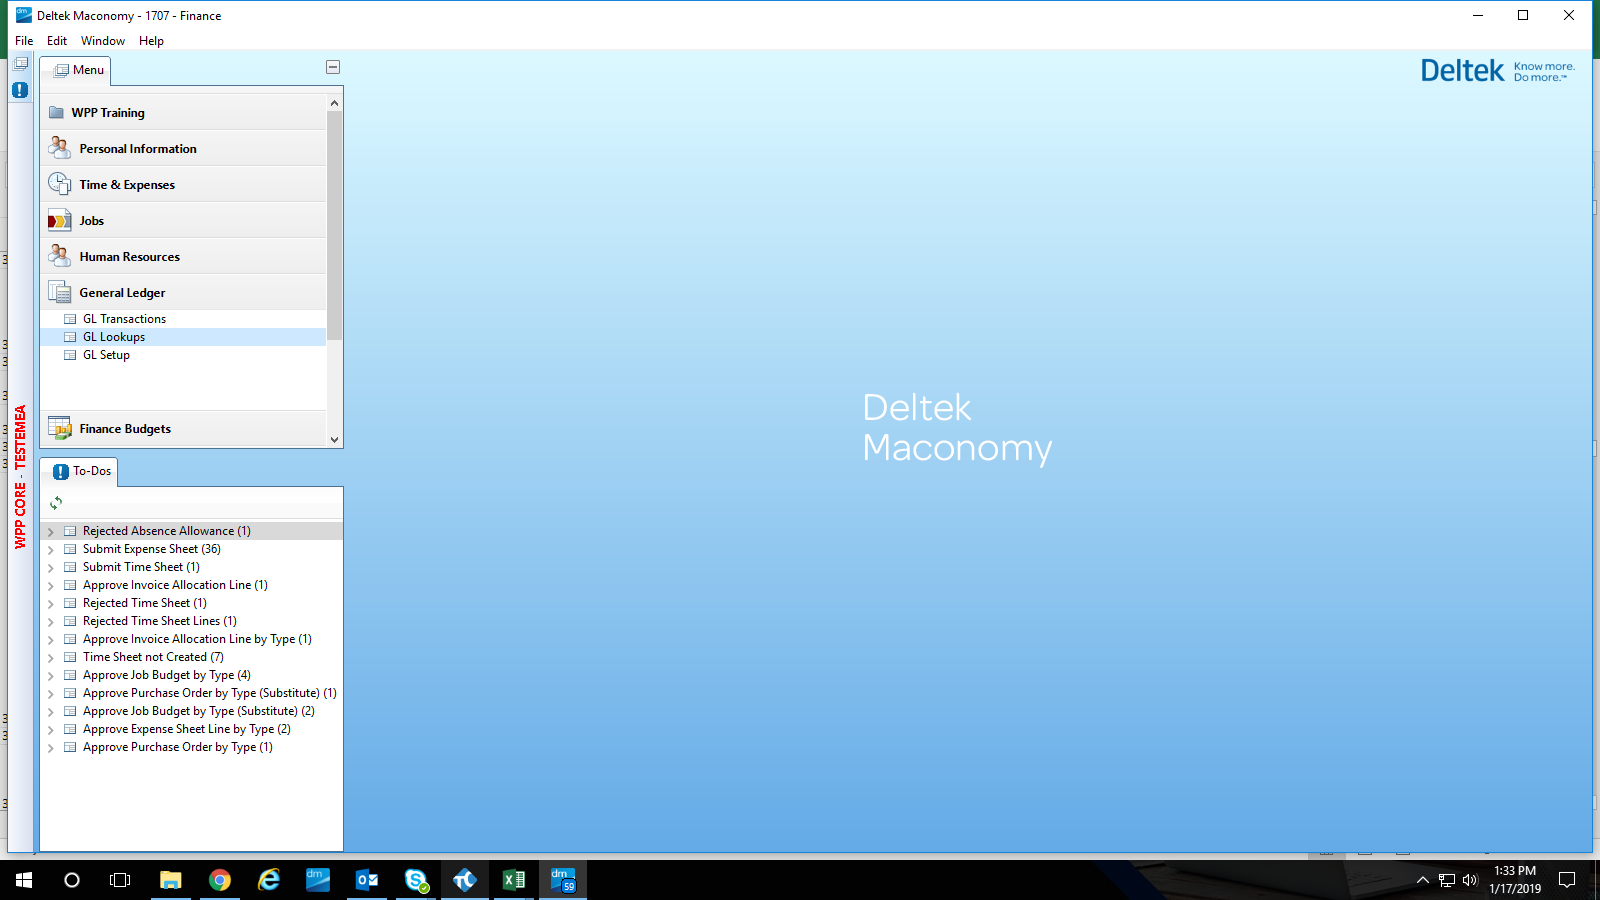 Deltek Maconomy - 1707 - Finance
File Edit Window Help
Menu
Deltek Know more. Do more.™
WPP Training
Personal Information
Time & Expenses
Jobs
Human Resources
General Ledger
GL Transactions
GL Lookups
GL Setup
Finance Budgets
WPP CORE - TESTEMEA
Deltek
Maconomy
To-Dos
Rejected Absence Allowance (1)
Submit Expense Sheet (36)
Submit Time Sheet (1)
Approve Invoice Allocation Line (1)
Rejected Time Sheet (1)
Rejected Time Sheet Lines (1)
Approve Invoice Allocation Line by Type (1)
Time Sheet not Created (7)
Approve Job Budget by Type (4)
Approve Purchase Order by Type (Substitute) (1)
Approve Job Budget by Type (Substitute) (2)
Approve Expense Sheet Line by Type (2)
Approve Purchase Order by Type (1)
dm
dm
59
1:33 PM
1/17/2019